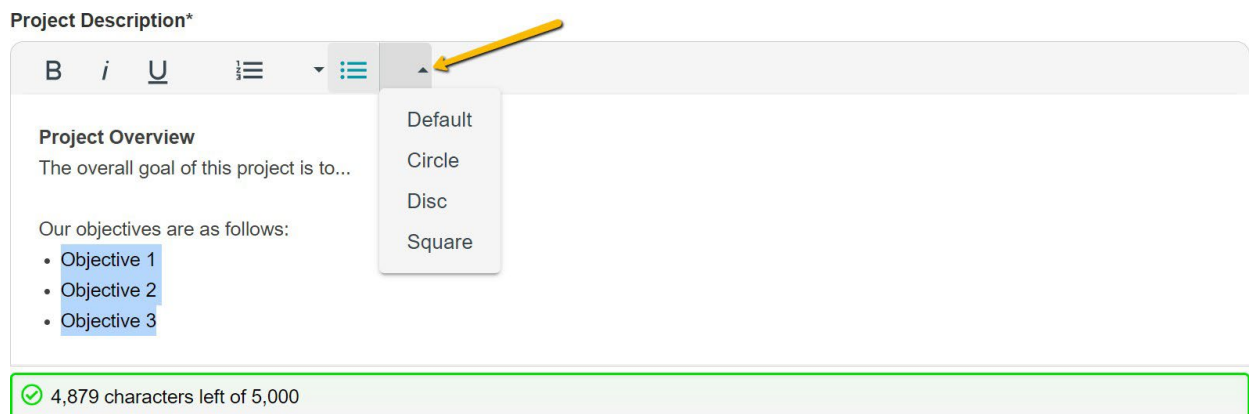 Project Description*
B i U
Default
Circle
Disc
Square
Project Overview
The overall goal of this project is to...
Our objectives are as follows:
• Objective 1
• Objective 2
• Objective 3
4,879 characters left of 5,000